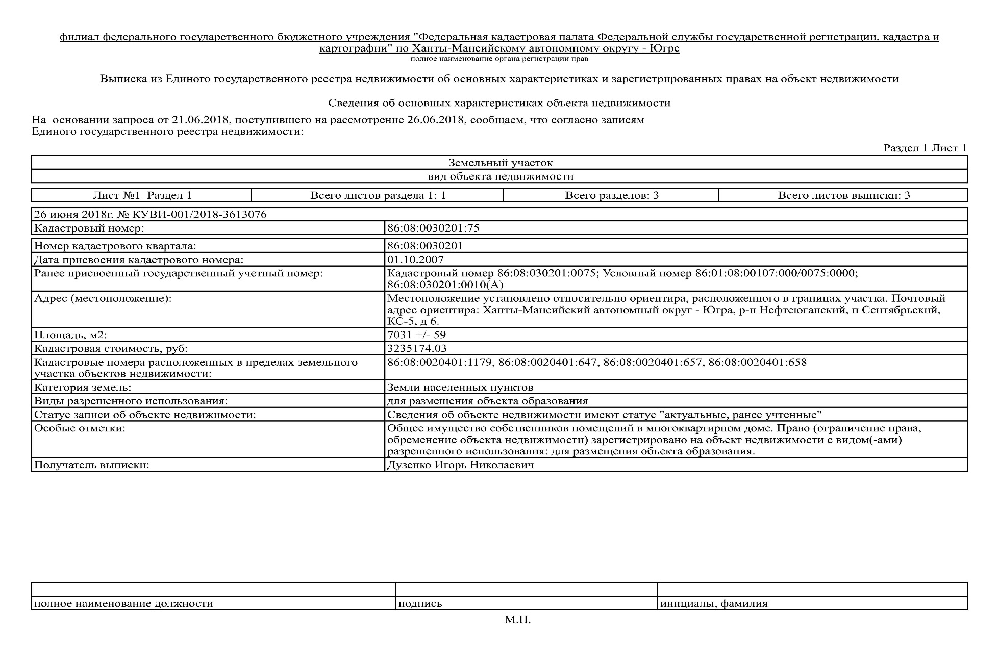 филиал федерального государственного бюджетного учреждения "Федеральная кадастровая палата Федеральной службы государственной регистрации, кадастра и
картографии" по Ханты-Мансийскому автономному округу - Югре
полное наименование органа регистрации прав
Выписка из Единого государственного реестра недвижимости об основных характеристиках и зарегистрированных правах на объект недвижимости
Сведения об основных характеристиках объекта недвижимости
На  основании запроса от 21.06.2018, поступившего на рассмотрение 26.06.2018, сообщаем, что согласно записям
Единого государственного реестра недвижимости:
Раздел 1 Лист 1
Земельный участок
вид объекта недвижимости
Лист №1  Раздел 1 Всего листов раздела 1: 1 Всего разделов: 3 Всего листов выписки: 3
26 июня 2018г. № КУВИ-001/2018-3613076
Кадастровый номер: 86:08:0030201:75
Номер кадастрового квартала: 86:08:0030201
Дата присвоения кадастрового номера: 01.10.2007
Ранее присвоенный государственный учетный номер: Кадастровый номер 86:08:030201:0075; Условный номер 86:01:08:00107:000/0075:0000;
86:08:030201:0010(А)
Адрес (местоположение): Местоположение установлено относительно ориентира, расположенного в границах участка. Почтовый
адрес ориентира: Ханты-Мансийский автономный округ - Югра, р-н Нефтеюганский, п Сентябрьский,
КС-5, д 6.
Площадь, м2: 7031 +/- 59
Кадастровая стоимость, руб: 3235174.03
Кадастровые номера расположенных в пределах земельного 86:08:0020401:1179, 86:08:0020401:647, 86:08:0020401:657, 86:08:0020401:658
участка объектов недвижимости:
Категория земель: Земли населенных пунктов
Виды разрешенного использования: для размещения объекта образования
Статус записи об объекте недвижимости: Сведения об объекте недвижимости имеют статус "актуальные, ранее учтенные"
Особые отметки: Общее имущество собственников помещений в многоквартирном доме. Право (ограничение права,
обременение объекта недвижимости) зарегистрировано на объект недвижимости с видом(-ами)
разрешенного использования: для размещения объекта образования.
Получатель выписки: Дузенко Игорь Николаевич
полное наименование должности подпись инициалы, фамилия
М.П.